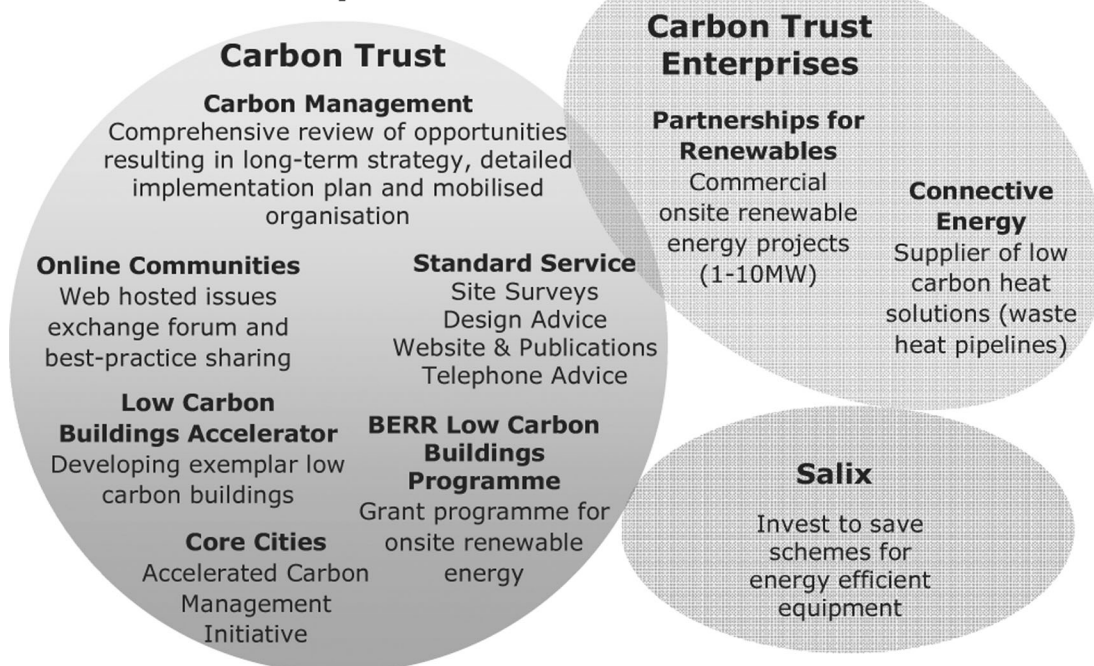 Carbon Trust
Carbon Management
Comprehensive review of opportunities
resulting in long-term strategy, detailed
implementation plan and mobilised
organisation
Online Communities
Web hosted issues
exchange forum and
best-practice sharing
Standard Service
Site Surveys
Design Advice
Website & Publications
Telephone Advice
Low Carbon
Buildings Accelerator
Developing exemplar low
carbon buildings
BERR Low Carbon
Buildings
Programme
Grant programme for
onsite renewable
energy
Core Cities
Accelerated Carbon
Management
Initiative
Carbon Trust
Enterprises
Partnerships for
Renewables
Commercial
onsite renewable
energy projects
(1-10MW)
Connective
Energy
Supplier of low
carbon heat
solutions (waste
heat pipelines)
Salix
Invest to save
schemes for
energy efficient
equipment